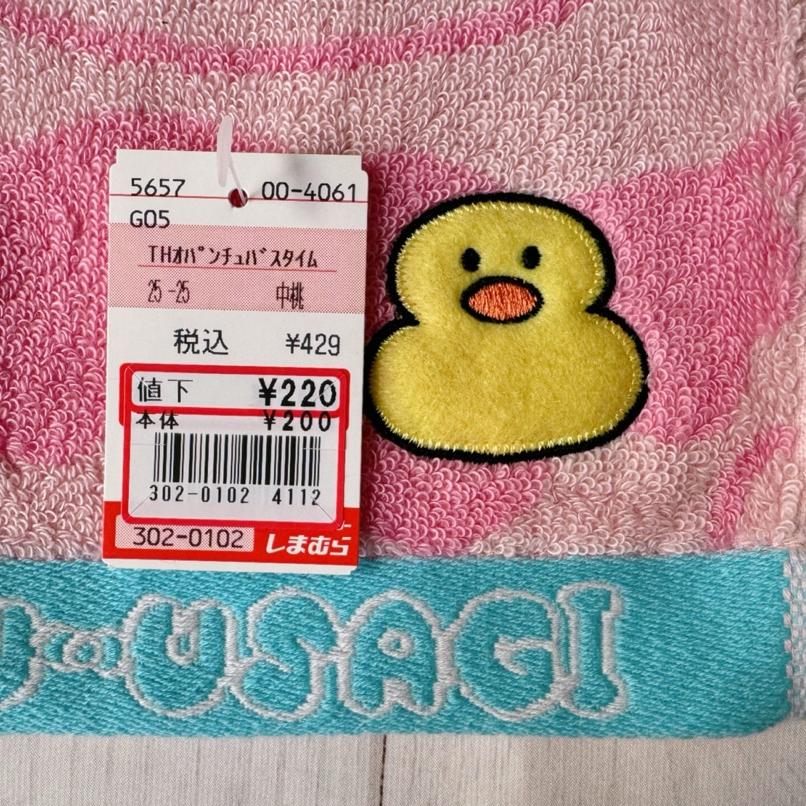 5657 00-4061
G05
THｵﾊﾟﾝﾁｭﾊﾞｽﾀｲﾑ
25-25 中桃
税込 ¥429
値下 ¥220
本体 ¥200
302-0102 4112
302-0102 しまむら
USAGI